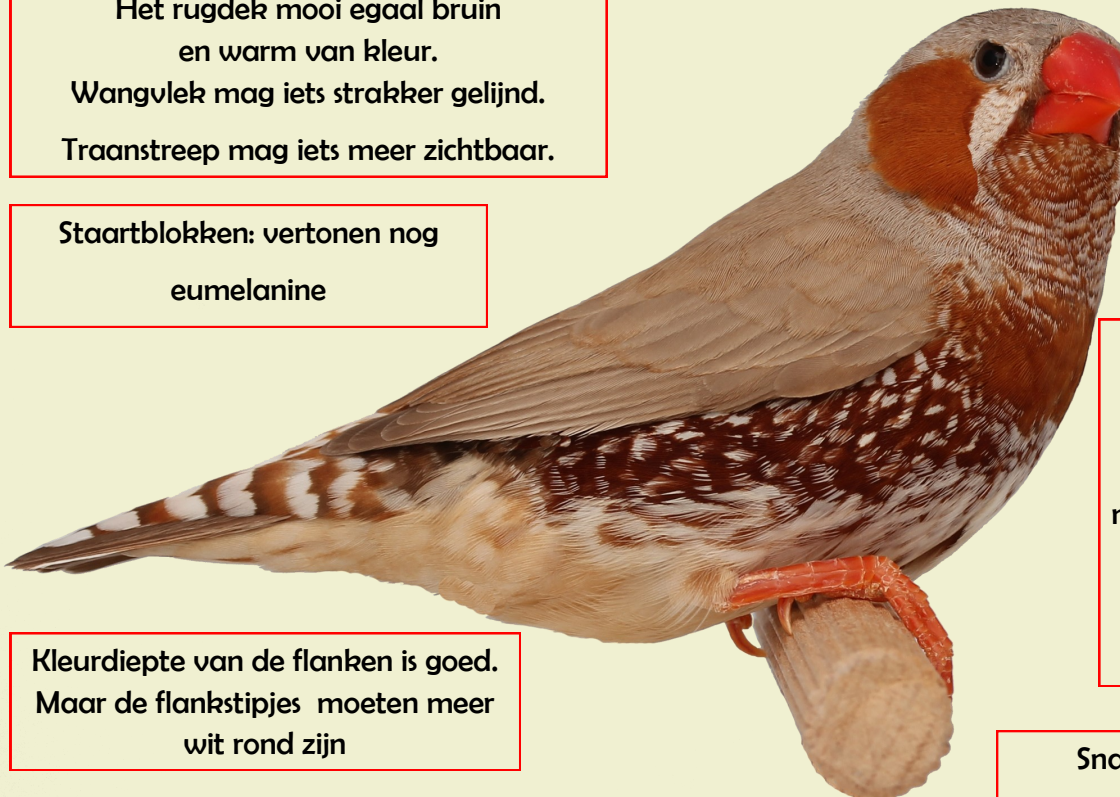 Het rugdek mooi egaal bruin
en warm van kleur.
Wangvlek mag iets strakker gelijnd.
Traanstreep mag iets meer zichtbaar.
Staartblokken: vertonen nog
eumelanine
Kleurdiepte van de flanken is goed.
Maar de flankstipjes moeten meer
wit rond zijn